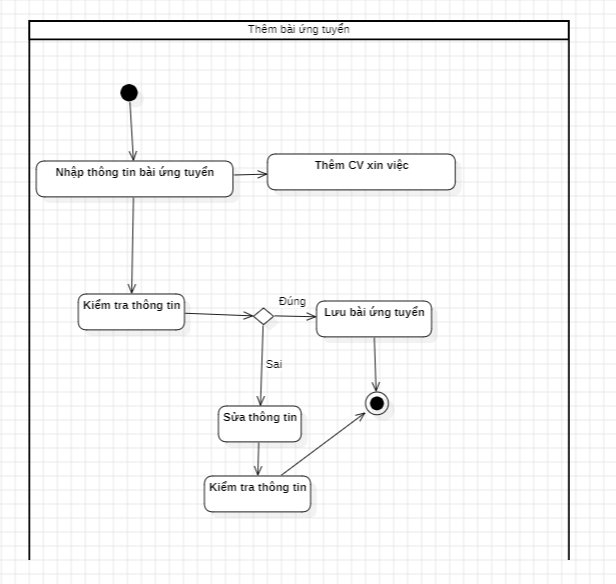 Thêm bài ứng tuyển
Nhập thông tin bài ứng tuyển
Thêm CV xin việc
Kiểm tra thông tin
Đúng
Lưu bài ứng tuyển
Sai
Sửa thông tin
Kiểm tra thông tin